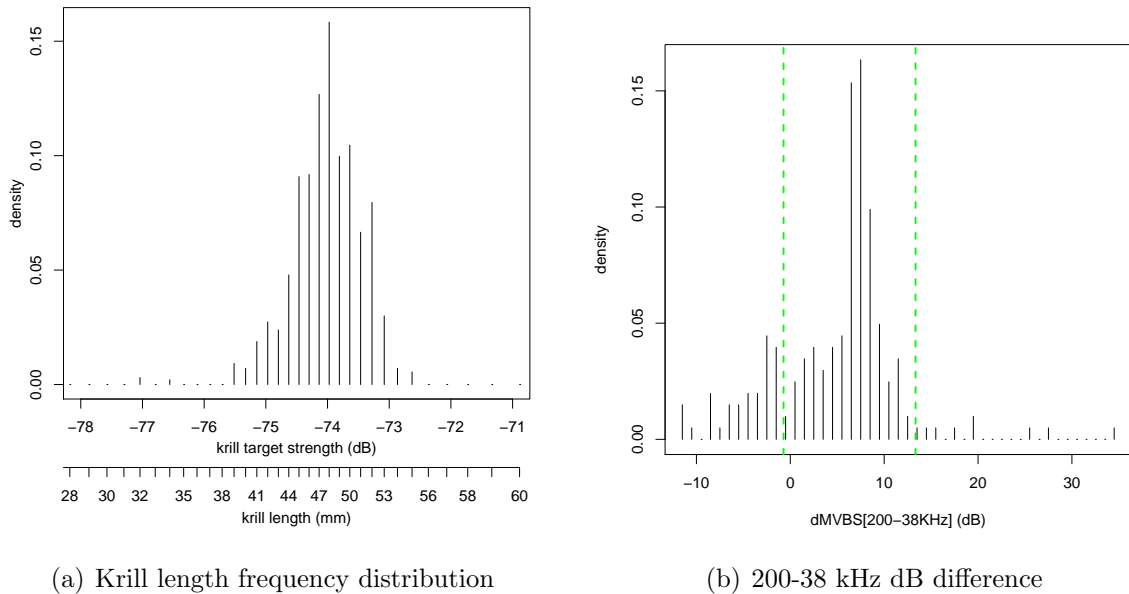 0.15
0.10
0.05
0.00
density
−78 −77 −76 −75 −74 −73 −72 −71
krill target strength (dB)
28 30 32 35 38 41 44 47 50 53 56 58 60
krill length (mm)
(a) Krill length frequency distribution
0.15
0.10
0.05
0.00
density
−10 0 10 20 30
dMVBS[200−38KHz] (dB)
(b) 200-38 kHz dB difference